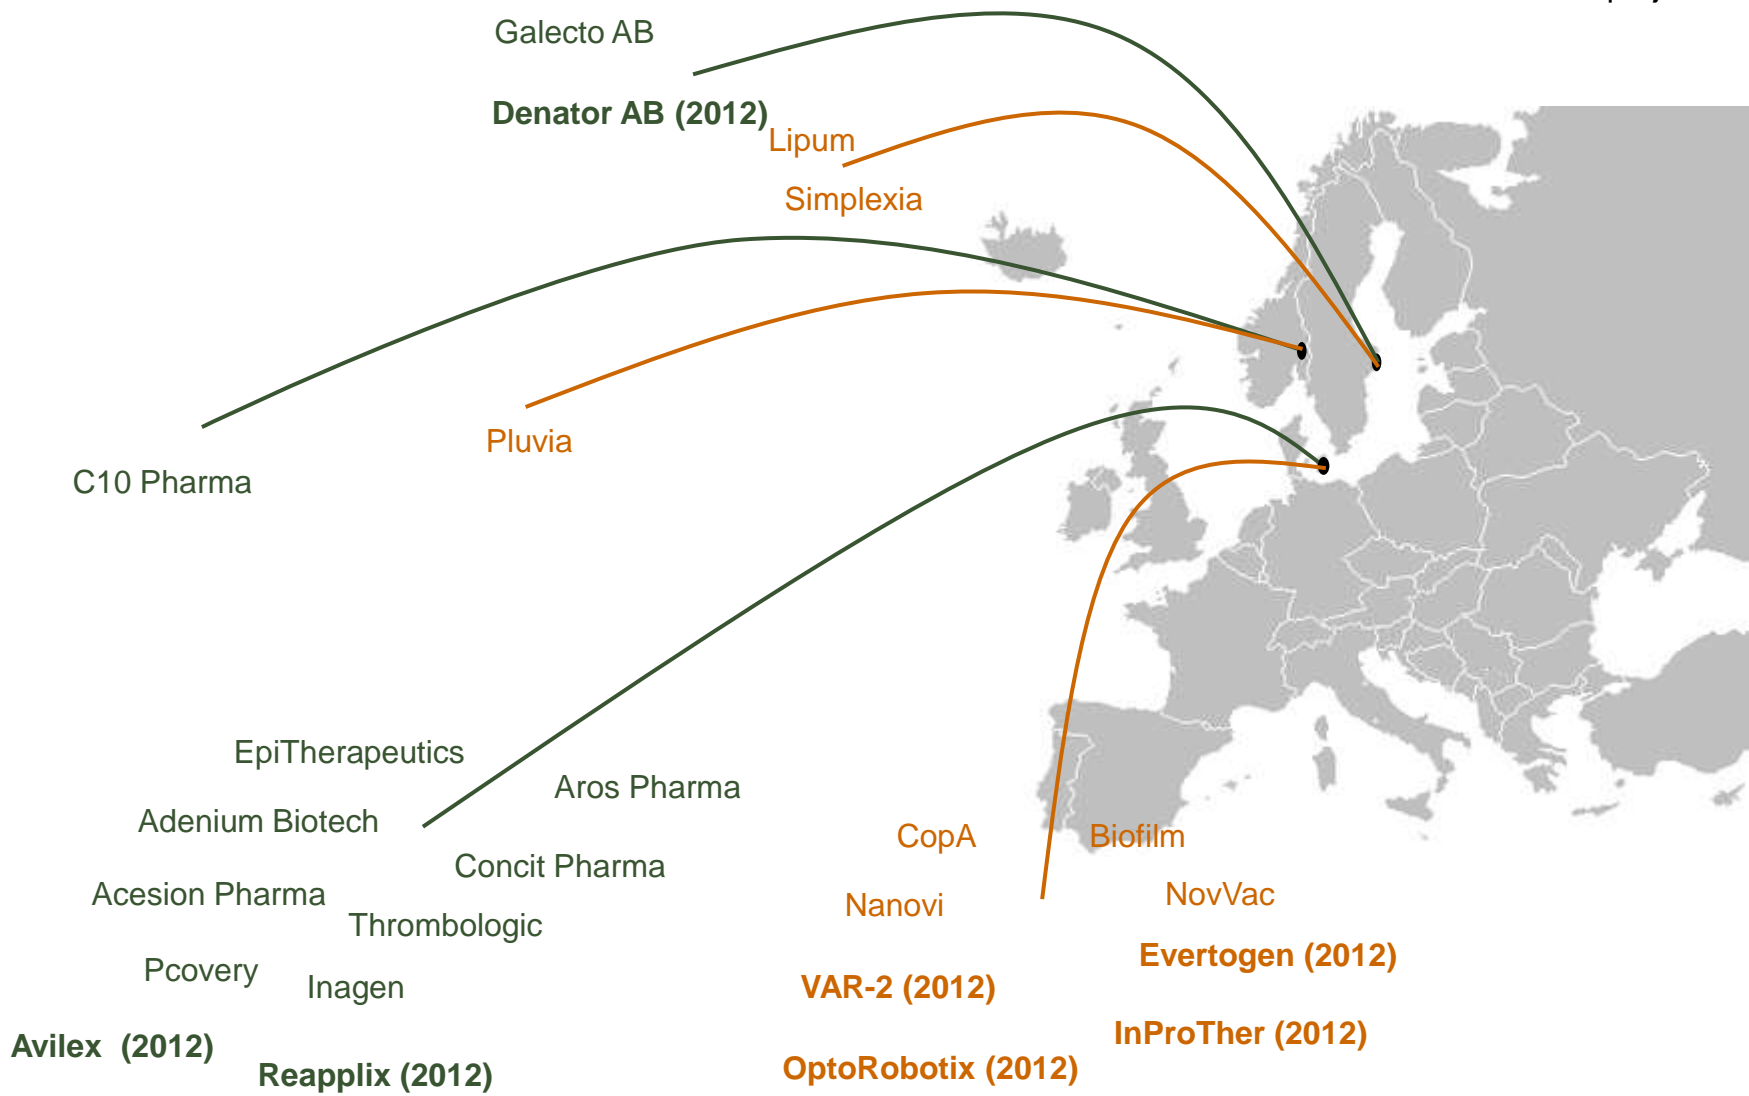 Galecto AB
Denator AB (2012)
Lipum
Simplexia
C10 Pharma
Pluvia
EpiTherapeutics
Aros Pharma
Adenium Biotech
Concit Pharma
Acesion Pharma
Thrombologic
Pcovery
Inagen
Avilex (2012)
Reapplix (2012)
CopA
Biofilm
Nanovi
NovVac
Evertogen (2012)
VAR-2 (2012)
InProTher (2012)
OptoRobotix (2012)